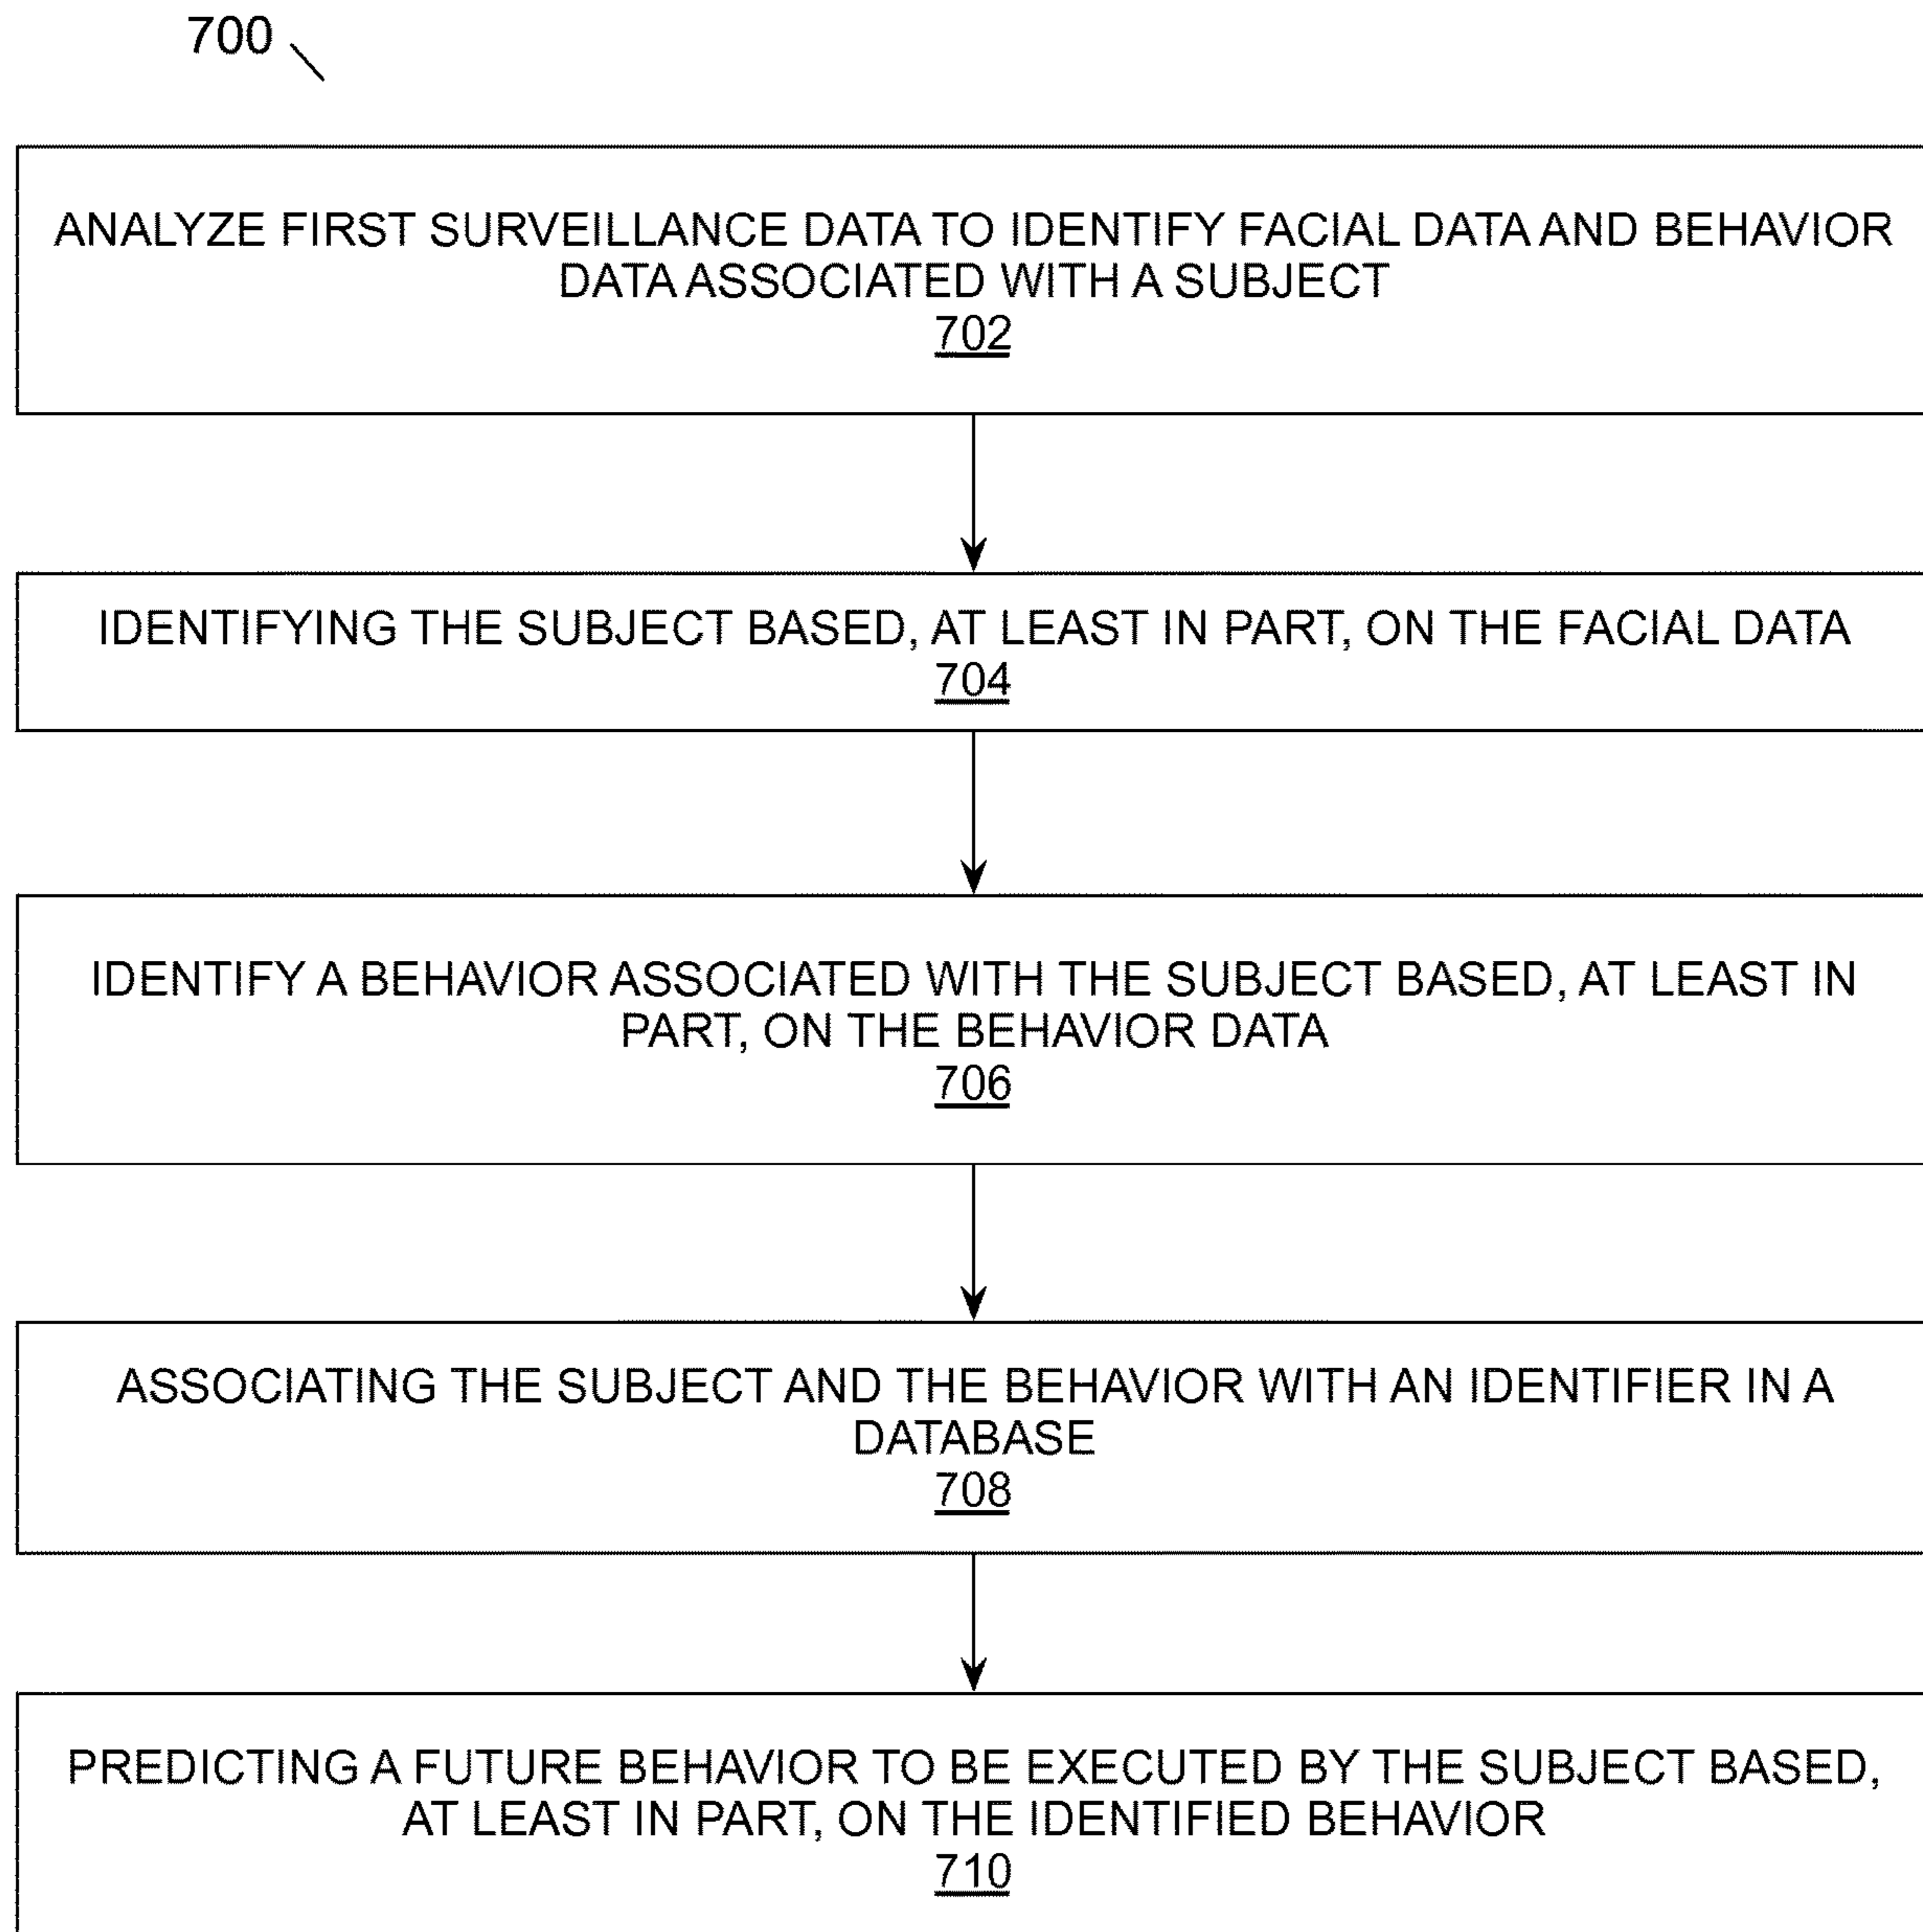 700
ANALYZE FIRST SURVEILLANCE DATA TO IDENTIFY FACIAL DATA AND BEHAVIOR
DATA ASSOCIATED WITH A SUBJECT
702
IDENTIFYING THE SUBJECT BASED, AT LEAST IN PART, ON THE FACIAL DATA
704
IDENTIFY A BEHAVIOR ASSOCIATED WITH THE SUBJECT BASED, AT LEAST IN
PART, ON THE BEHAVIOR DATA
706
ASSOCIATING THE SUBJECT AND THE BEHAVIOR WITH AN IDENTIFIER IN A
DATABASE
708
PREDICTING A FUTURE BEHAVIOR TO BE EXECUTED BY THE SUBJECT BASED,
AT LEAST IN PART, ON THE IDENTIFIED BEHAVIOR
710